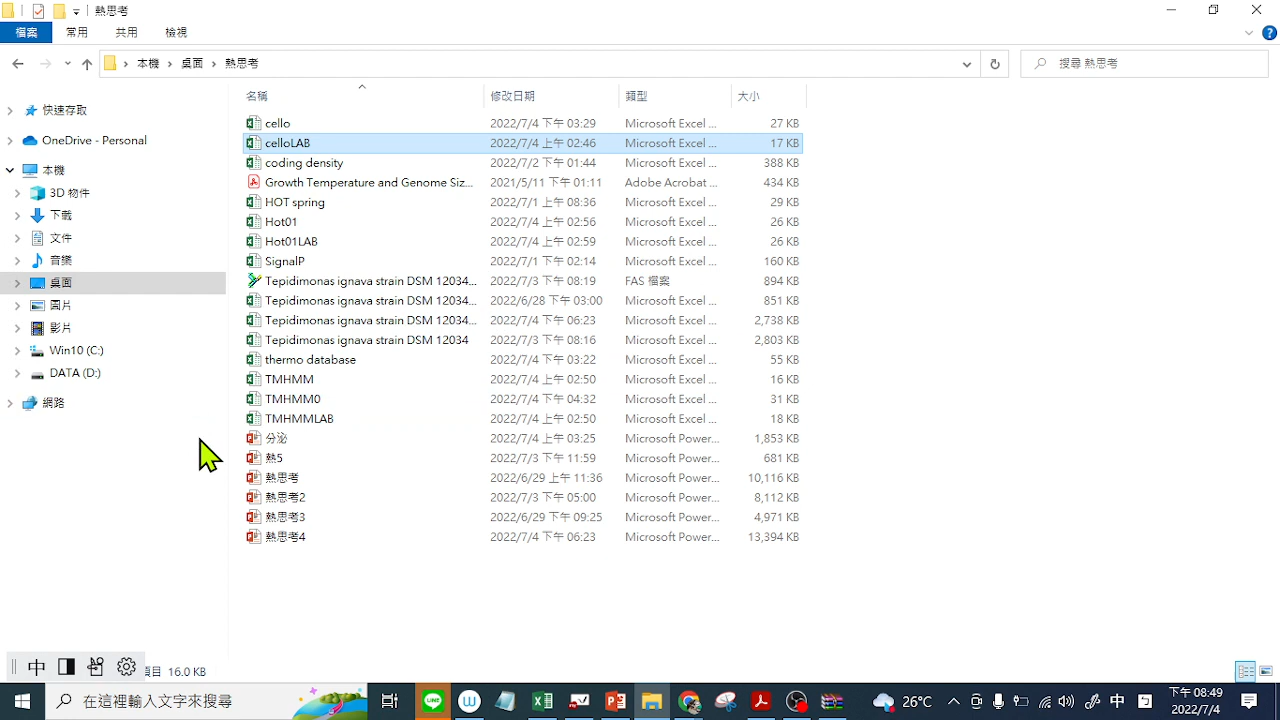 熱思考
檔案 常用 共用 檢視
本機 桌面 熱思考 搜尋 熱思考
名稱 修改日期 類型 大小
快速存取
OneDrive - Personal
本機
3D 物件
下載
文件
音樂
桌面
圖片
影片
Win10 (C:)
DATA (D:)
網路
cello 2022/7/4 下午 03:29 Microsoft Excel ... 27 KB
celloLAB 2022/7/4 上午 02:46 Microsoft Excel ... 17 KB
coding density 2022/7/2 下午 01:44 Microsoft Excel ... 388 KB
Growth Temperature and Genome Siz... 2021/5/11 下午 01:11 Adobe Acrobat ... 434 KB
HOT spring 2022/7/1 上午 08:36 Microsoft Excel ... 29 KB
Hot01 2022/7/4 上午 02:56 Microsoft Excel ... 26 KB
Hot01LAB 2022/7/4 上午 02:59 Microsoft Excel ... 26 KB
SignalP 2022/7/1 下午 02:14 Microsoft Excel ... 160 KB
Tepidimonas ignava strain DSM 12034... 2022/7/3 下午 08:19 FAS 檔案 894 KB
Tepidimonas ignava strain DSM 12034... 2022/6/28 下午 03:00 Microsoft Excel ... 851 KB
Tepidimonas ignava strain DSM 12034... 2022/7/4 下午 06:23 Microsoft Excel ... 2,738 KB
Tepidimonas ignava strain DSM 12034 2022/7/3 下午 08:16 Microsoft Excel ... 2,803 KB
thermo database 2022/7/4 下午 03:22 Microsoft Excel ... 55 KB
TMHMM 2022/7/4 上午 02:50 Microsoft Excel ... 16 KB
TMHMM0 2022/7/4 下午 04:32 Microsoft Excel ... 31 KB
TMHMMLAB 2022/7/4 上午 02:50 Microsoft Excel ... 18 KB
分泌 2022/7/4 上午 03:25 Microsoft Power... 1,853 KB
熱5 2022/7/3 下午 11:59 Microsoft Power... 681 KB
熱思考 2022/6/29 上午 11:36 Microsoft Power... 10,116 KB
熱思考2 2022/7/3 下午 05:00 Microsoft Power... 8,112 KB
熱思考3 2022/6/29 下午 09:25 Microsoft Power... 4,971 KB
熱思考4 2022/7/4 下午 06:23 Microsoft Power... 13,394 KB
中 項目 16.0 KB
在這裡輸入文字來搜尋 LINE 26°C 中 下午 08:49
2022/7/4